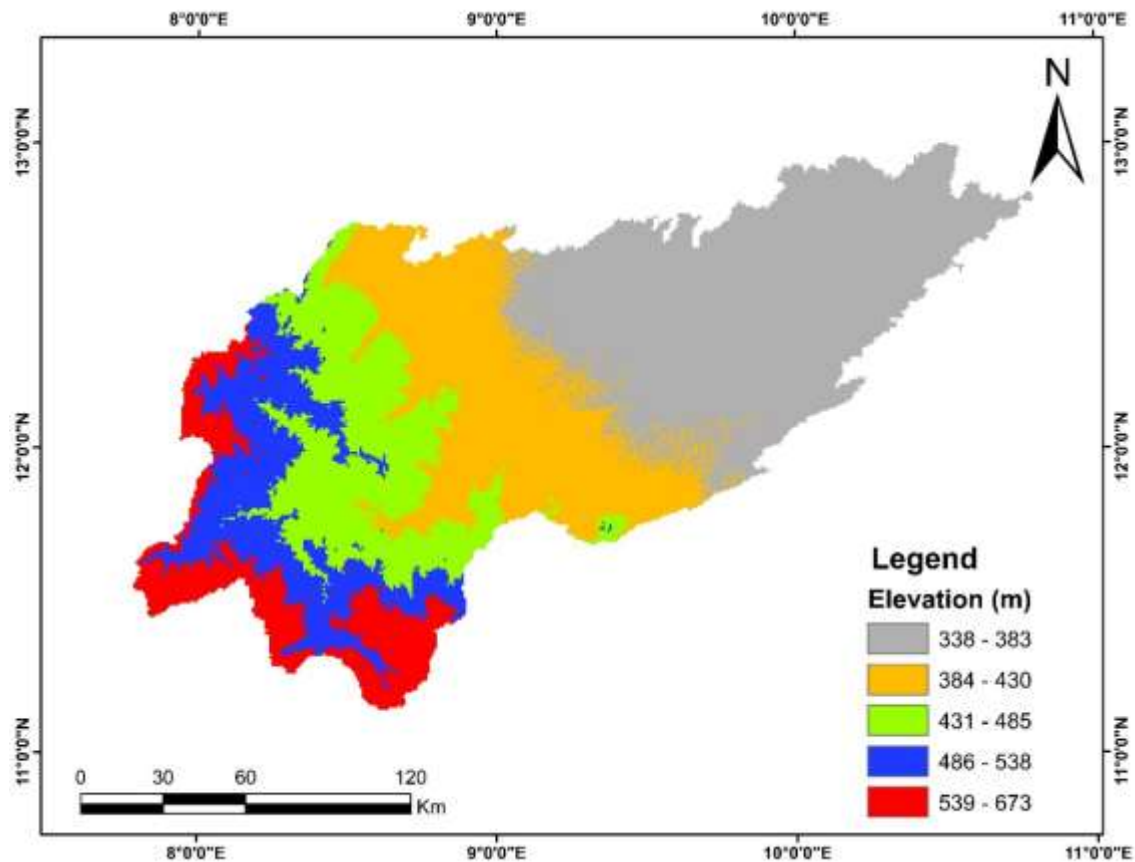 8°0'0"E 9°0'0"E 10°0'0"E 11°0'0"E
N
13°0'0"N 13°0'0"N
12°0'0"N 12°0'0"N
11°0'0"N 11°0'0"N
Legend
Elevation (m)
338 - 383
384 - 430
431 - 485
486 - 538
539 - 673
0 30 60 120
Km
8°0'0"E 9°0'0"E 10°0'0"E 11°0'0"E